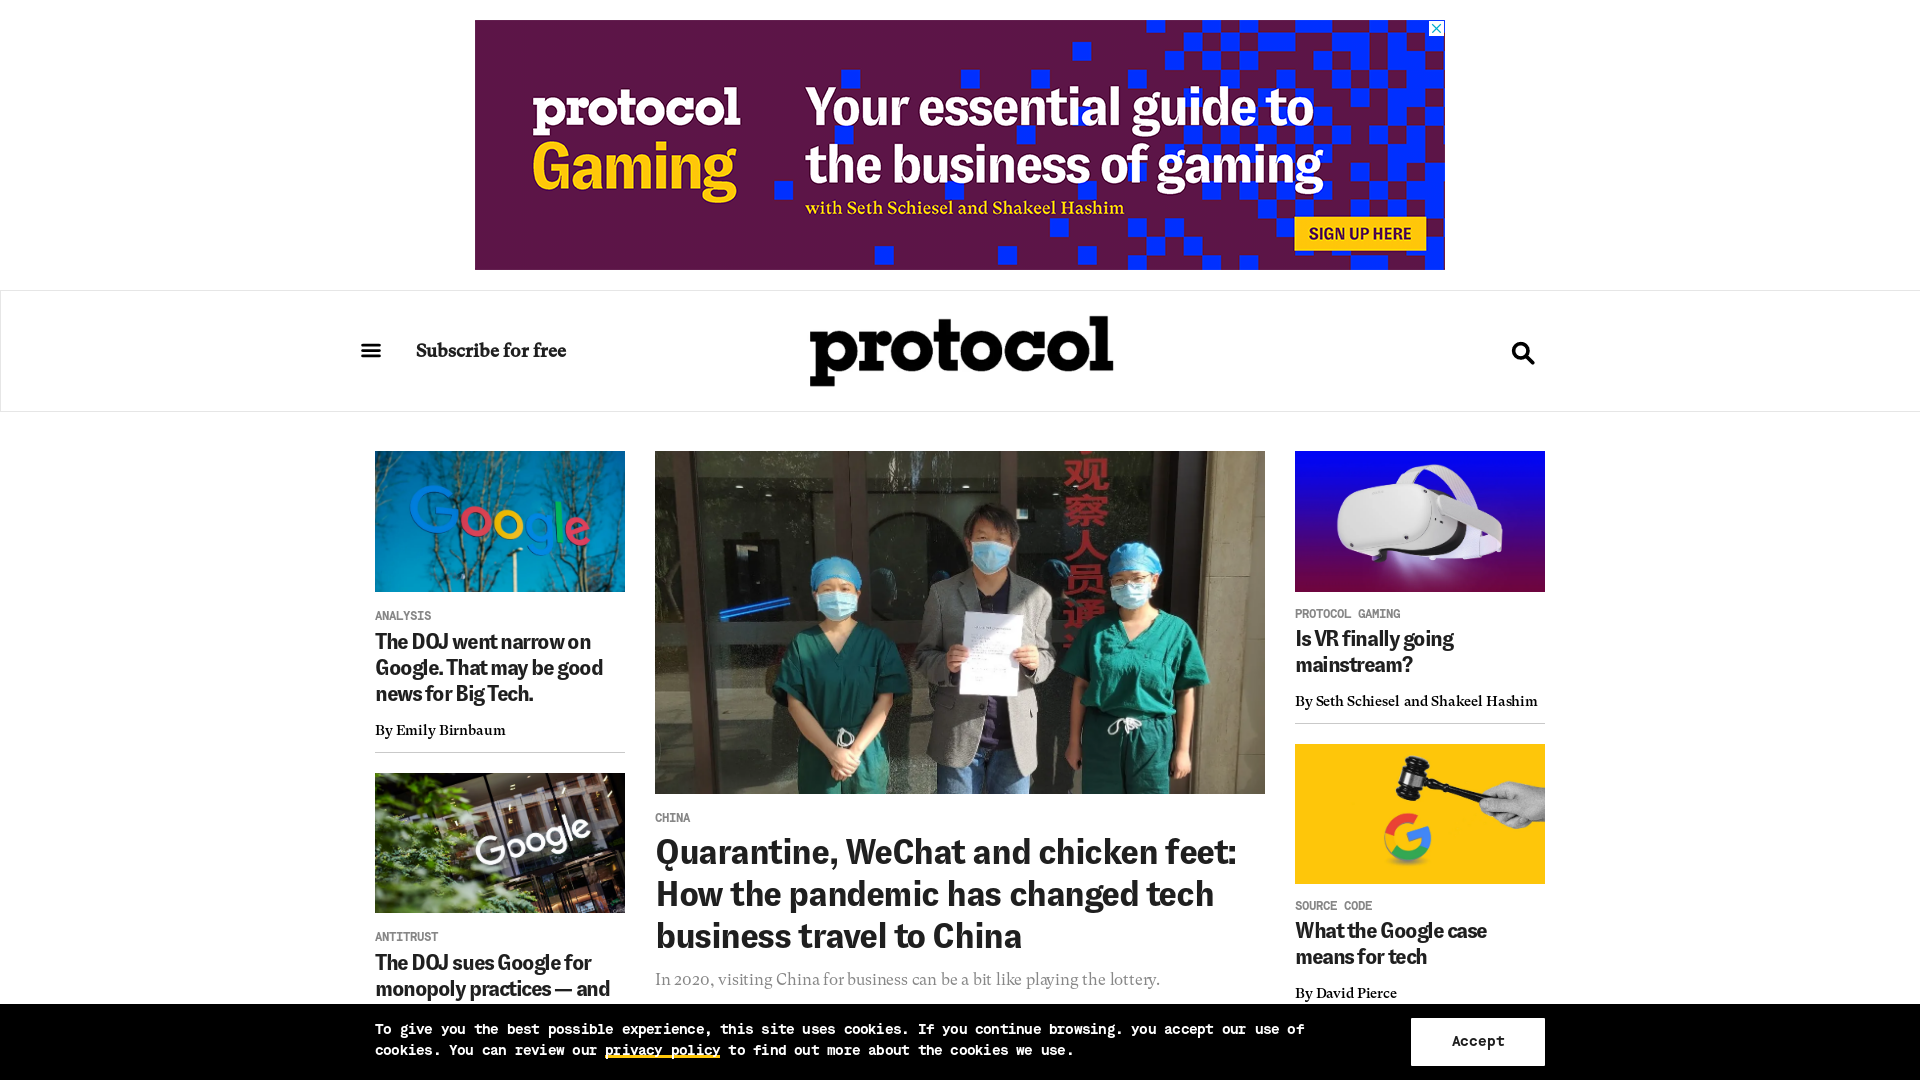 protocol
Gaming
Your essential guide to
the business of gaming
with Seth Schiesel and Shakeel Hashim
SIGN UP HERE
Subscribe for free
protocol
Google
ANALYSIS
The DOJ went narrow on
Google. That may be good
news for Big Tech.
By Emily Birnbaum
Google
ANTITRUST
The DOJ sues Google for
monopoly practices — and
观察人员通
CHINA
Quarantine, WeChat and chicken feet:
How the pandemic has changed tech
business travel to China
In 2020, visiting China for business can be a bit like playing the lottery.
PROTOCOL GAMING
Is VR finally going
mainstream?
By Seth Schiesel and Shakeel Hashim
G
SOURCE CODE
What the Google case
means for tech
By David Pierce
To give you the best possible experience, this site uses cookies. If you continue browsing. you accept our use of
cookies. You can review our privacy policy to find out more about the cookies we use.
Accept